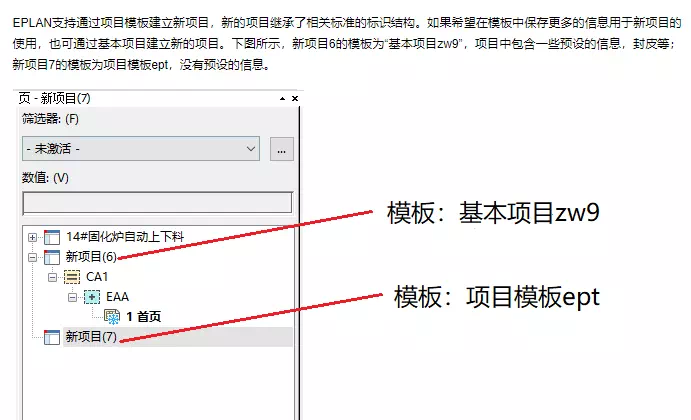 EPLAN支持通过项目模板建立新项目，新的项目继承了相关标准的标识结构。如果希望在模板中保存更多的信息用于新项目的
使用，也可通过基本项目建立新的项目。下图所示，新项目6的模板为“基本项目zw9”，项目中包含一些预设的信息，封皮等；
新项目7的模板为项目模板ept，没有预设的信息。
页 - 新项目(7)
筛选器: (F)
- 未激活 -
...
数值: (V)
模板：基本项目zw9
14#固化炉自动上下料
新项目(6)
CA1
EAA
模板：项目模板ept
1 首页
新项目(7)